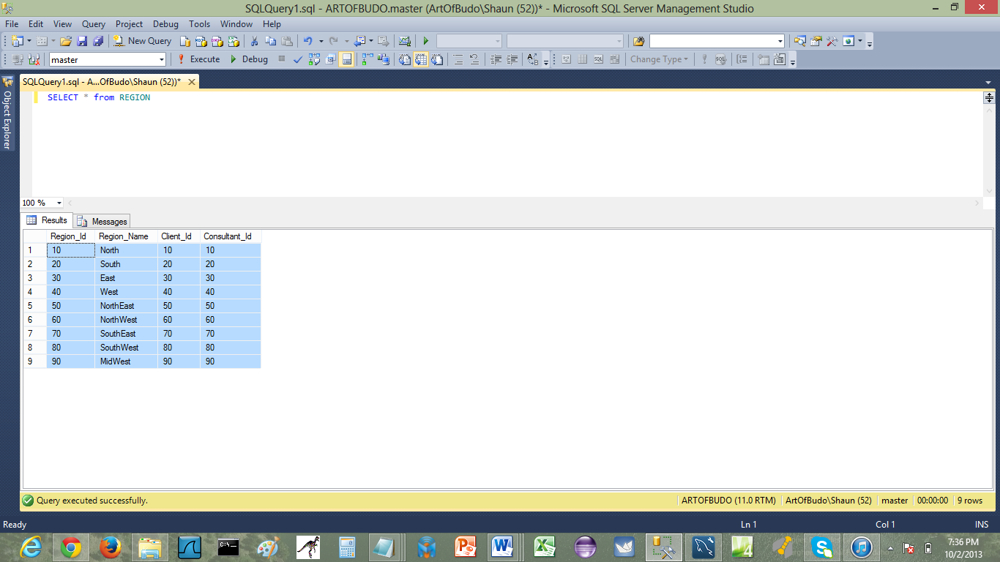 SQLQuery1.sql - ARTOFBUDO.master (ArtOfBudo\Shaun (52))* - Microsoft SQL Server Management Studio
File Edit View Query Project Debug Tools Window Help
New Query
master Execute Debug Change Type
Object Explorer
SQLQuery1.sql - A...OfBudo\Shaun (52))*
SELECT * from REGION
100 %
Results Messages
Region_Id Region_Name Client_Id Consultant_Id
1 10 North 10 10
2 20 South 20 20
3 30 East 30 30
4 40 West 40 40
5 50 NorthEast 50 50
6 60 NorthWest 60 60
7 70 SouthEast 70 70
8 80 SouthWest 80 80
9 90 MidWest 90 90
Query executed successfully. ARTOFBUDO (11.0 RTM) ArtOfBudo\Shaun (52) master 00:00:00 9 rows
Ready Ln 1 Col 1 INS
7:36 PM
10/2/2013